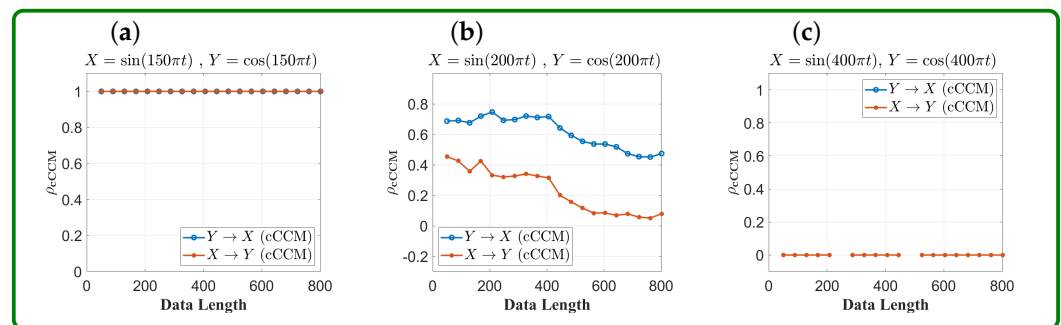 (a)
X = sin(150πt) , Y = cos(150πt)
1
0.8
0.6
0.4
0.2
0
ρcCCM
0 200 400 600 800
Data Length
Y → X (cCCM)
X → Y (cCCM)
(b)
X = sin(200πt) , Y = cos(200πt)
0.8
0.6
0.4
0.2
0
-0.2
ρcCCM
0 200 400 600 800
Data Length
Y → X (cCCM)
X → Y (cCCM)
(c)
X = sin(400πt), Y = cos(400πt)
1
0.8
0.6
0.4
0.2
0
ρcCCM
0 200 400 600 800
Data Length
Y → X (cCCM)
X → Y (cCCM)